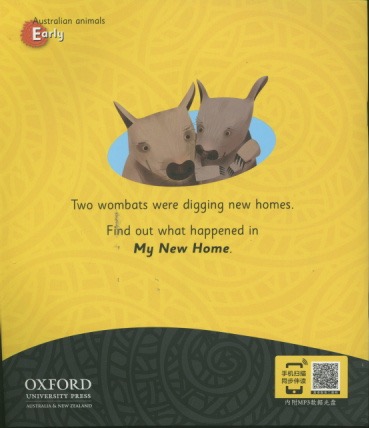 Australian animals
Early
Two wombats were digging new homes.
Find out what happened in
My New Home.
OXFORD
UNIVERSITY PRESS
AUSTRALIA & NEW ZEALAND
手机扫描
同步伴读
内附MP3数据光盘